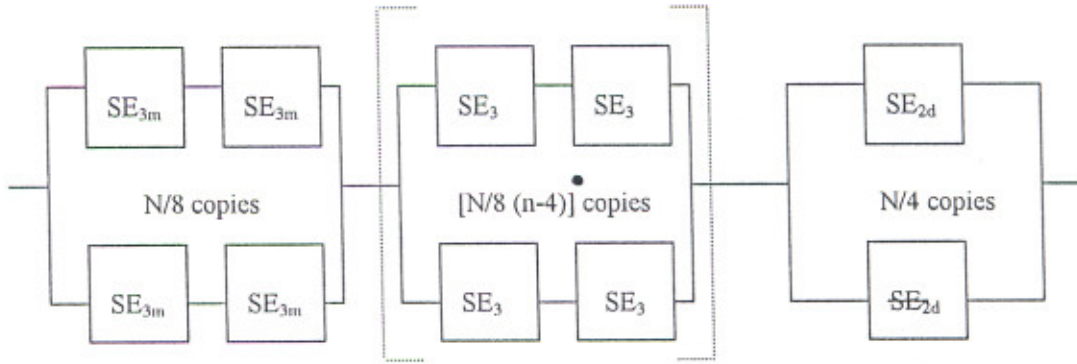 SE3m SE3m SE3 SE3 SE2d
N/8 copies [N/8 (n-4)] copies N/4 copies
SE3m SE3m SE3 SE3 SE2d